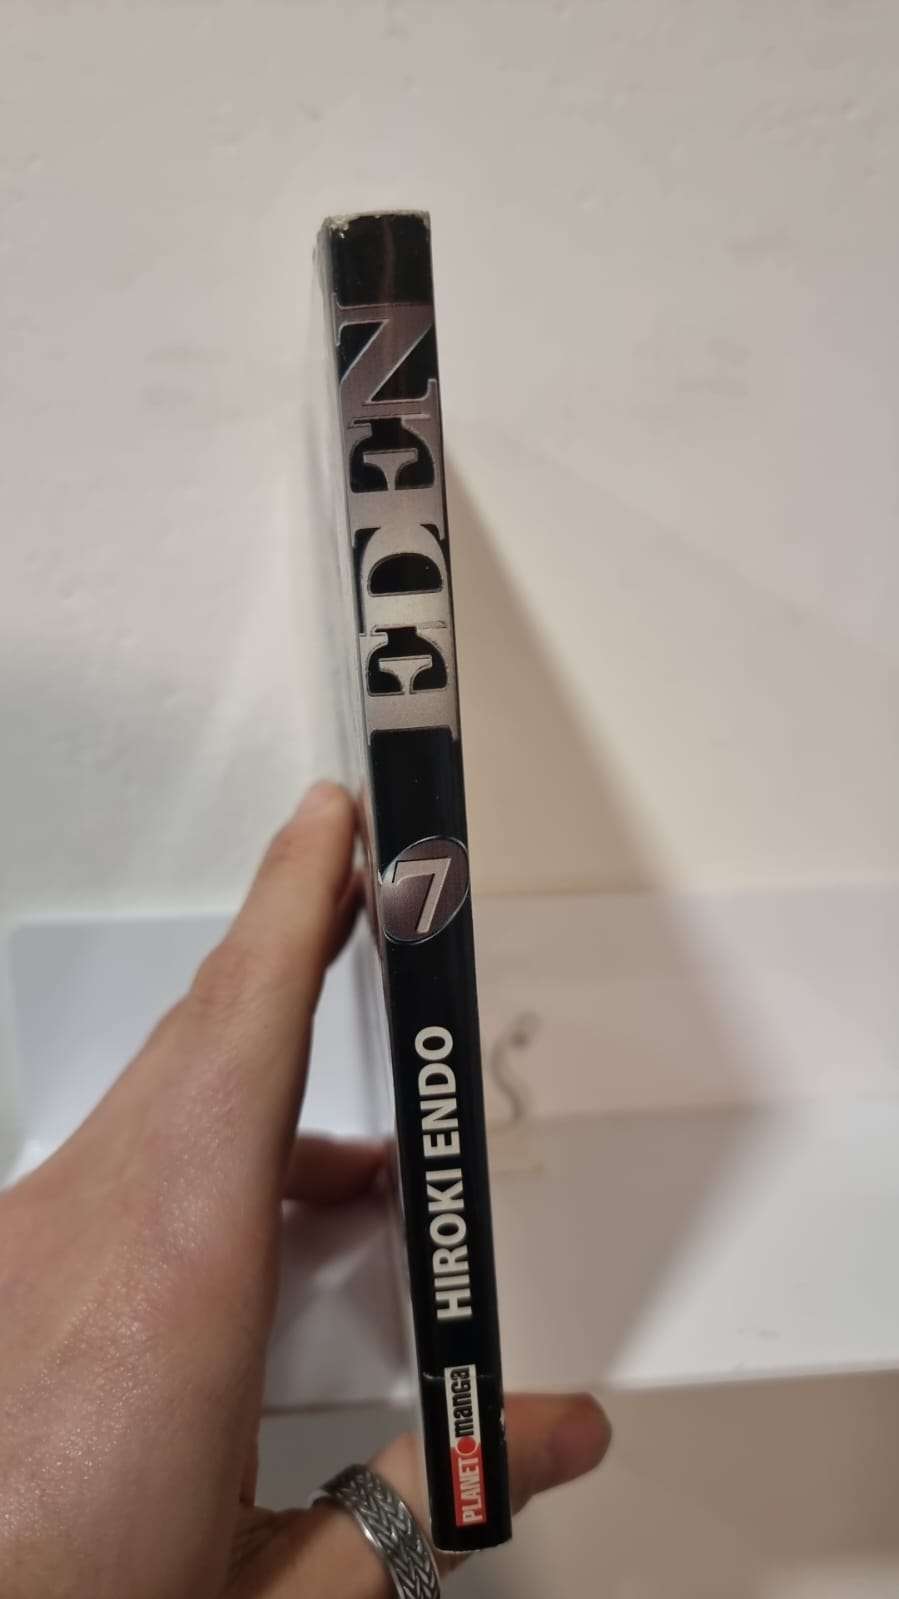 EDEN
7
HIROKI ENDO
PLANET manga